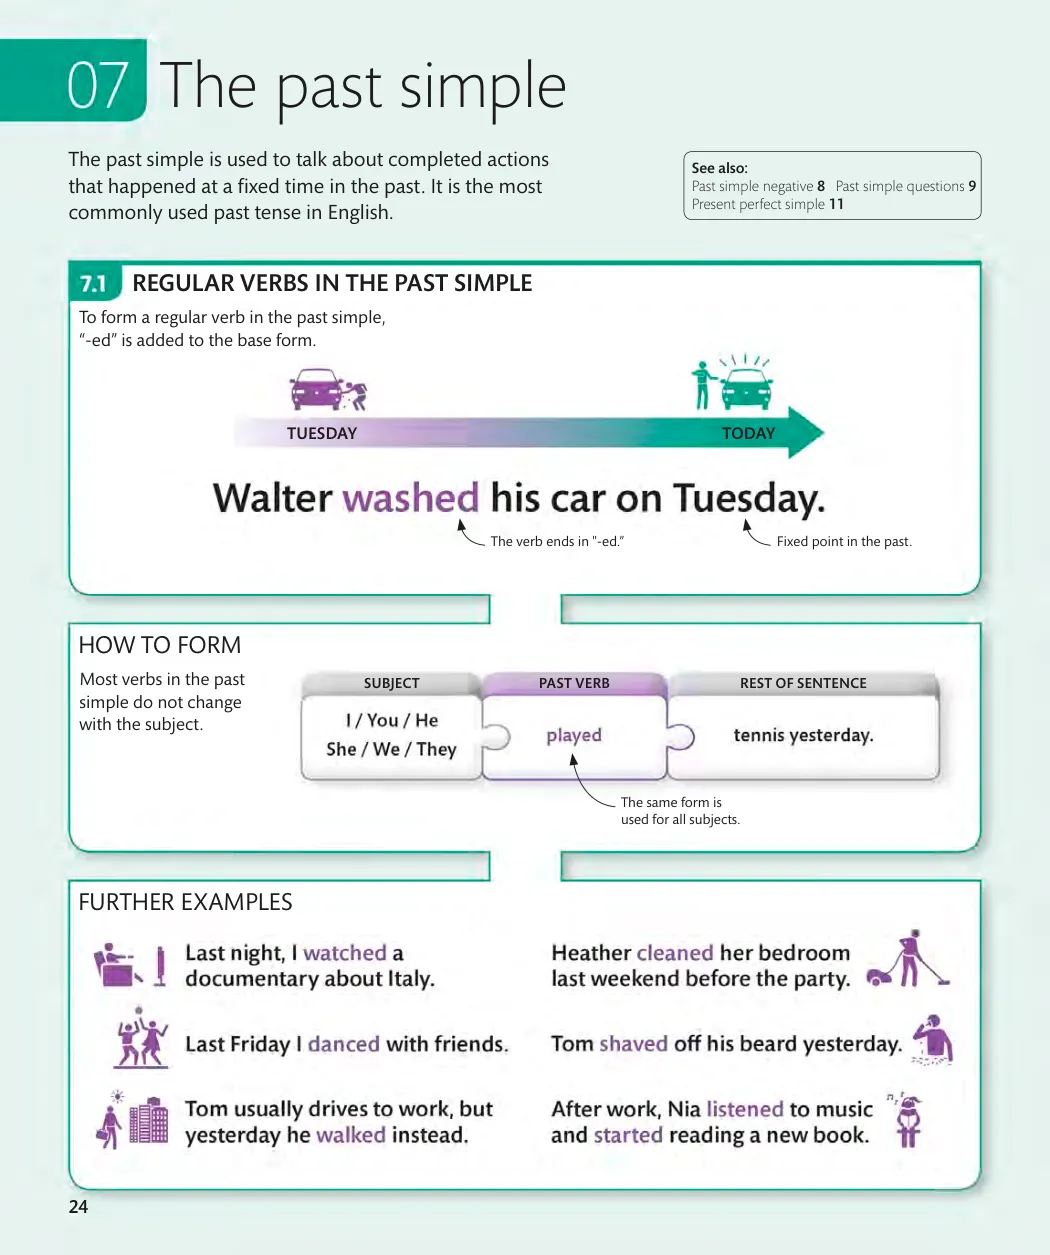 07 The past simple
The past simple is used to talk about completed actions
that happened at a fixed time in the past. It is the most
commonly used past tense in English.
See also:
Past simple negative 8 Past simple questions 9
Present perfect simple 11
7.1 REGULAR VERBS IN THE PAST SIMPLE
To form a regular verb in the past simple,
“-ed” is added to the base form.
TUESDAY TODAY
Walter washed his car on Tuesday.
The verb ends in "-ed.” Fixed point in the past.
HOW TO FORM
Most verbs in the past
simple do not change
with the subject.
SUBJECT PAST VERB REST OF SENTENCE
I / You / He
She / We / They
played
tennis yesterday.
The same form is
used for all subjects.
FURTHER EXAMPLES
Last night, I watched a
documentary about Italy.
Heather cleaned her bedroom
last weekend before the party.
Last Friday I danced with friends.
Tom shaved off his beard yesterday.
Tom usually drives to work, but
yesterday he walked instead.
After work, Nia listened to music
and started reading a new book.
24